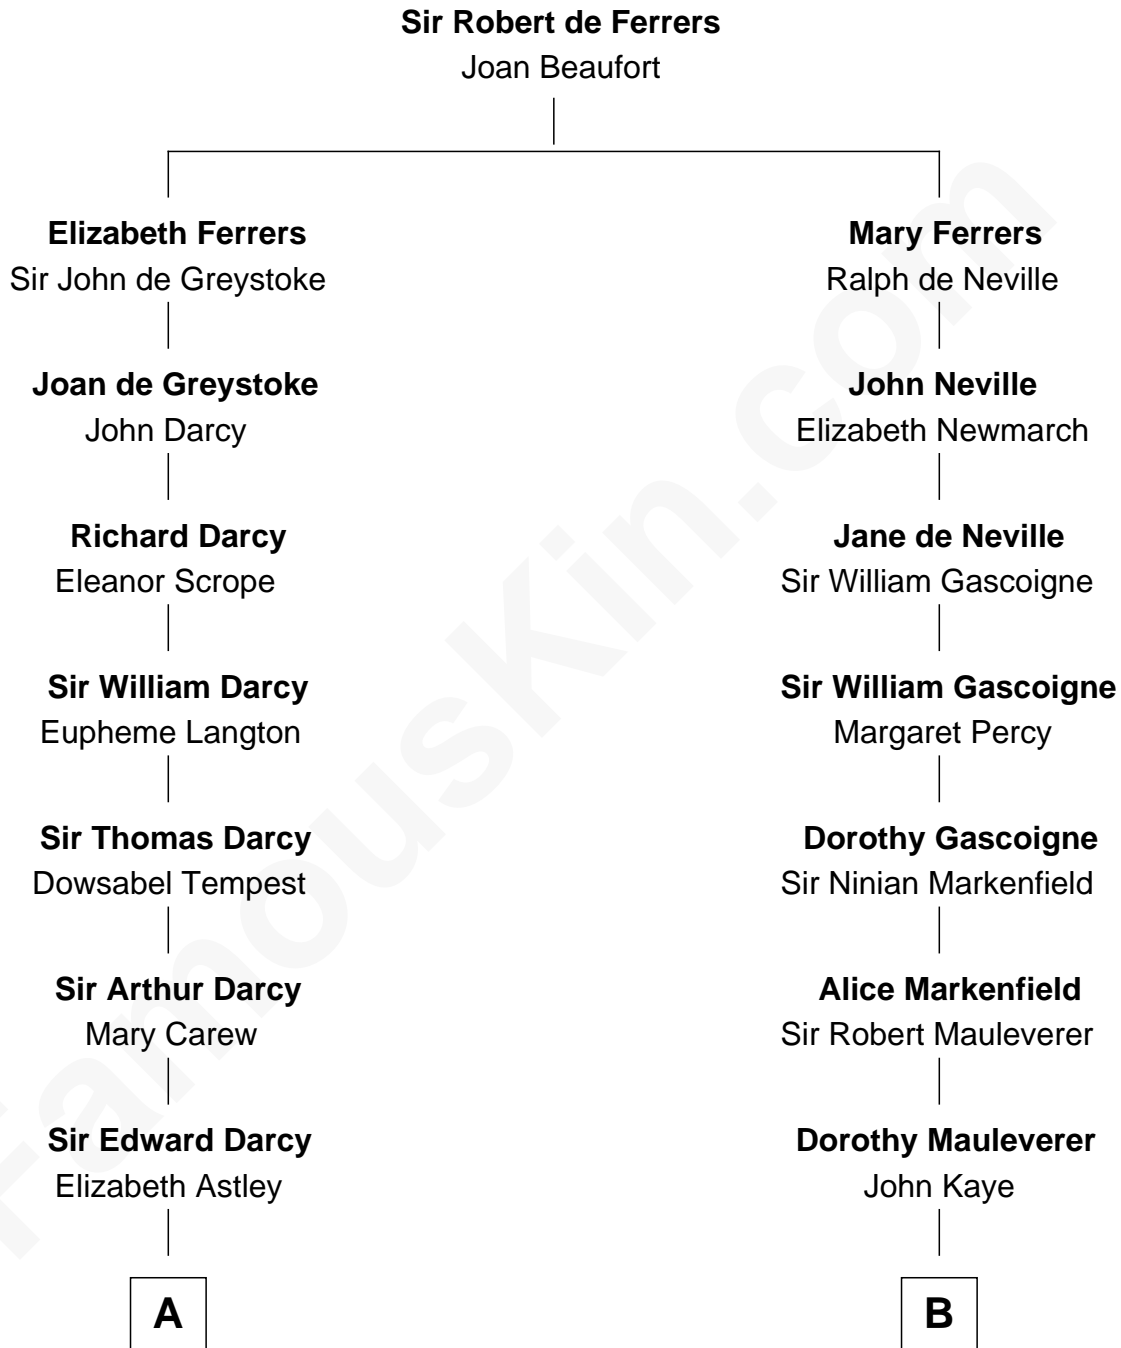 Sir Robert de Ferrers
Joan Beaufort
Elizabeth Ferrers
Sir John de Greystoke
Mary Ferrers
Ralph de Neville
Joan de Greystoke
John Darcy
John Neville
Elizabeth Newmarch
Richard Darcy
Eleanor Scrope
Jane de Neville
Sir William Gascoigne
Sir William Darcy
Eupheme Langton
Sir William Gascoigne
Margaret Percy
Sir Thomas Darcy
Dowsabel Tempest
Dorothy Gascoigne
Sir Ninian Markenfield
Sir Arthur Darcy
Mary Carew
Alice Markenfield
Sir Robert Mauleverer
Sir Edward Darcy
Elizabeth Astley
Dorothy Mauleverer
John Kaye
A
B
FamousKin.com